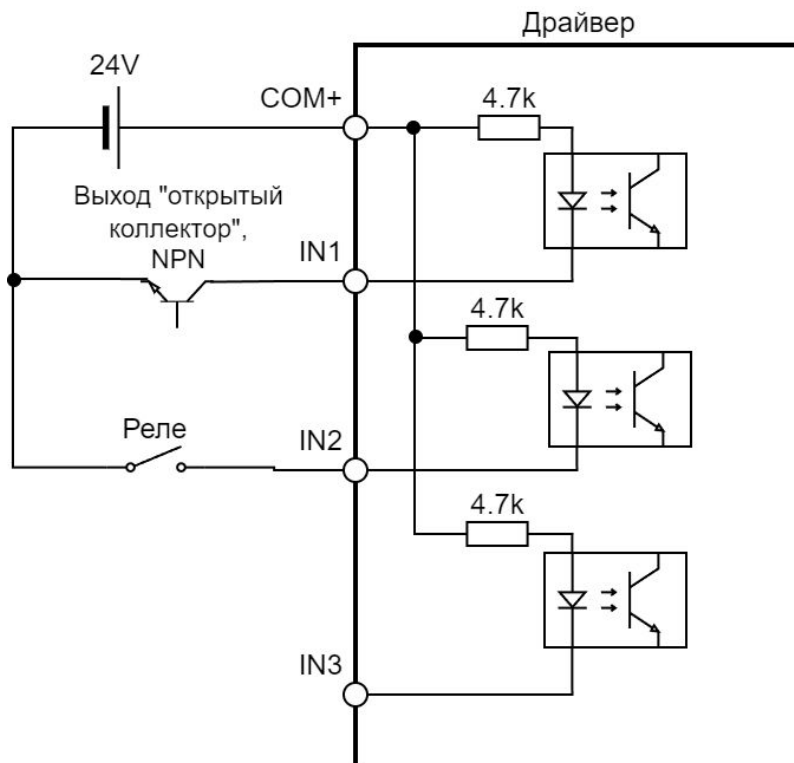 Драйвер
24V
COM+
4.7k
Выход "открытый
коллектор",
NPN
IN1
4.7k
Реле
IN2
4.7k
IN3